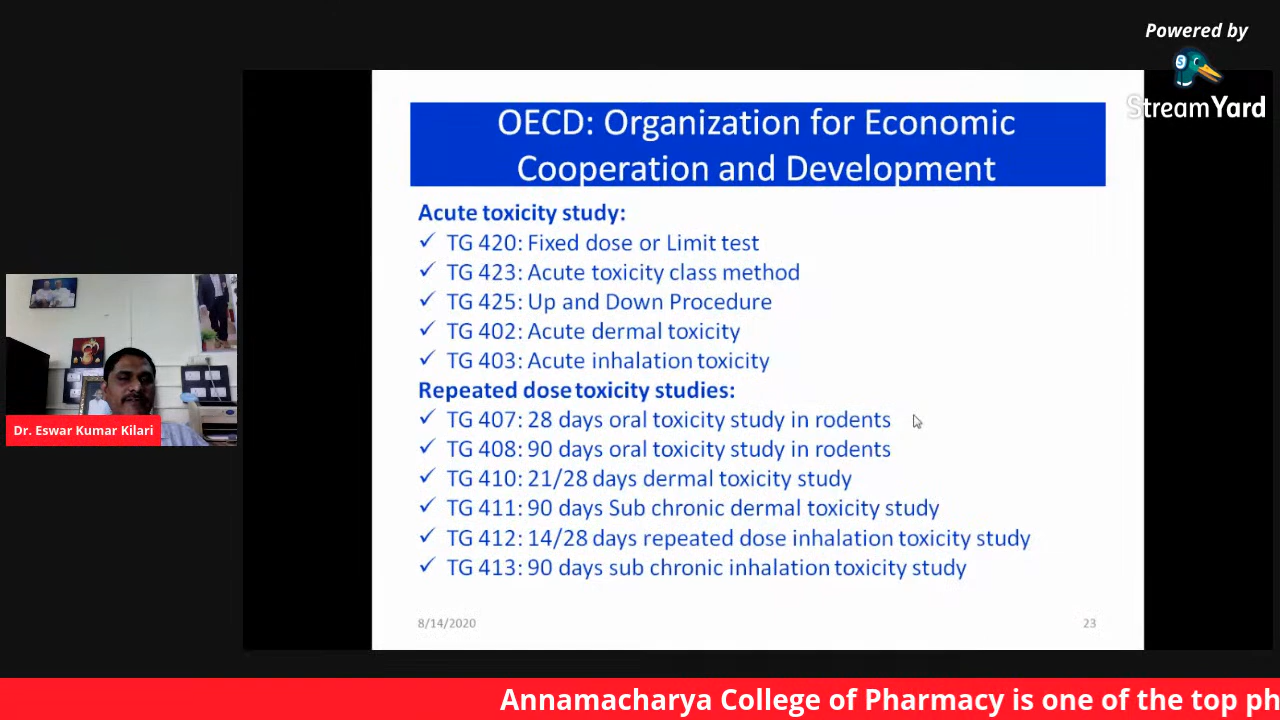 Powered by
StreamYard
OECD: Organization for Economic
Cooperation and Development
Acute toxicity study:
✓ TG 420: Fixed dose or Limit test
✓ TG 423: Acute toxicity class method
✓ TG 425: Up and Down Procedure
✓ TG 402: Acute dermal toxicity
✓ TG 403: Acute inhalation toxicity
Repeated dose toxicity studies:
✓ TG 407: 28 days oral toxicity study in rodents
✓ TG 408: 90 days oral toxicity study in rodents
✓ TG 410: 21/28 days dermal toxicity study
✓ TG 411: 90 days Sub chronic dermal toxicity study
✓ TG 412: 14/28 days repeated dose inhalation toxicity study
✓ TG 413: 90 days sub chronic inhalation toxicity study
8/14/2020
23
Dr. Eswar Kumar Kilari
Annamacharya College of Pharmacy is one of the top ph